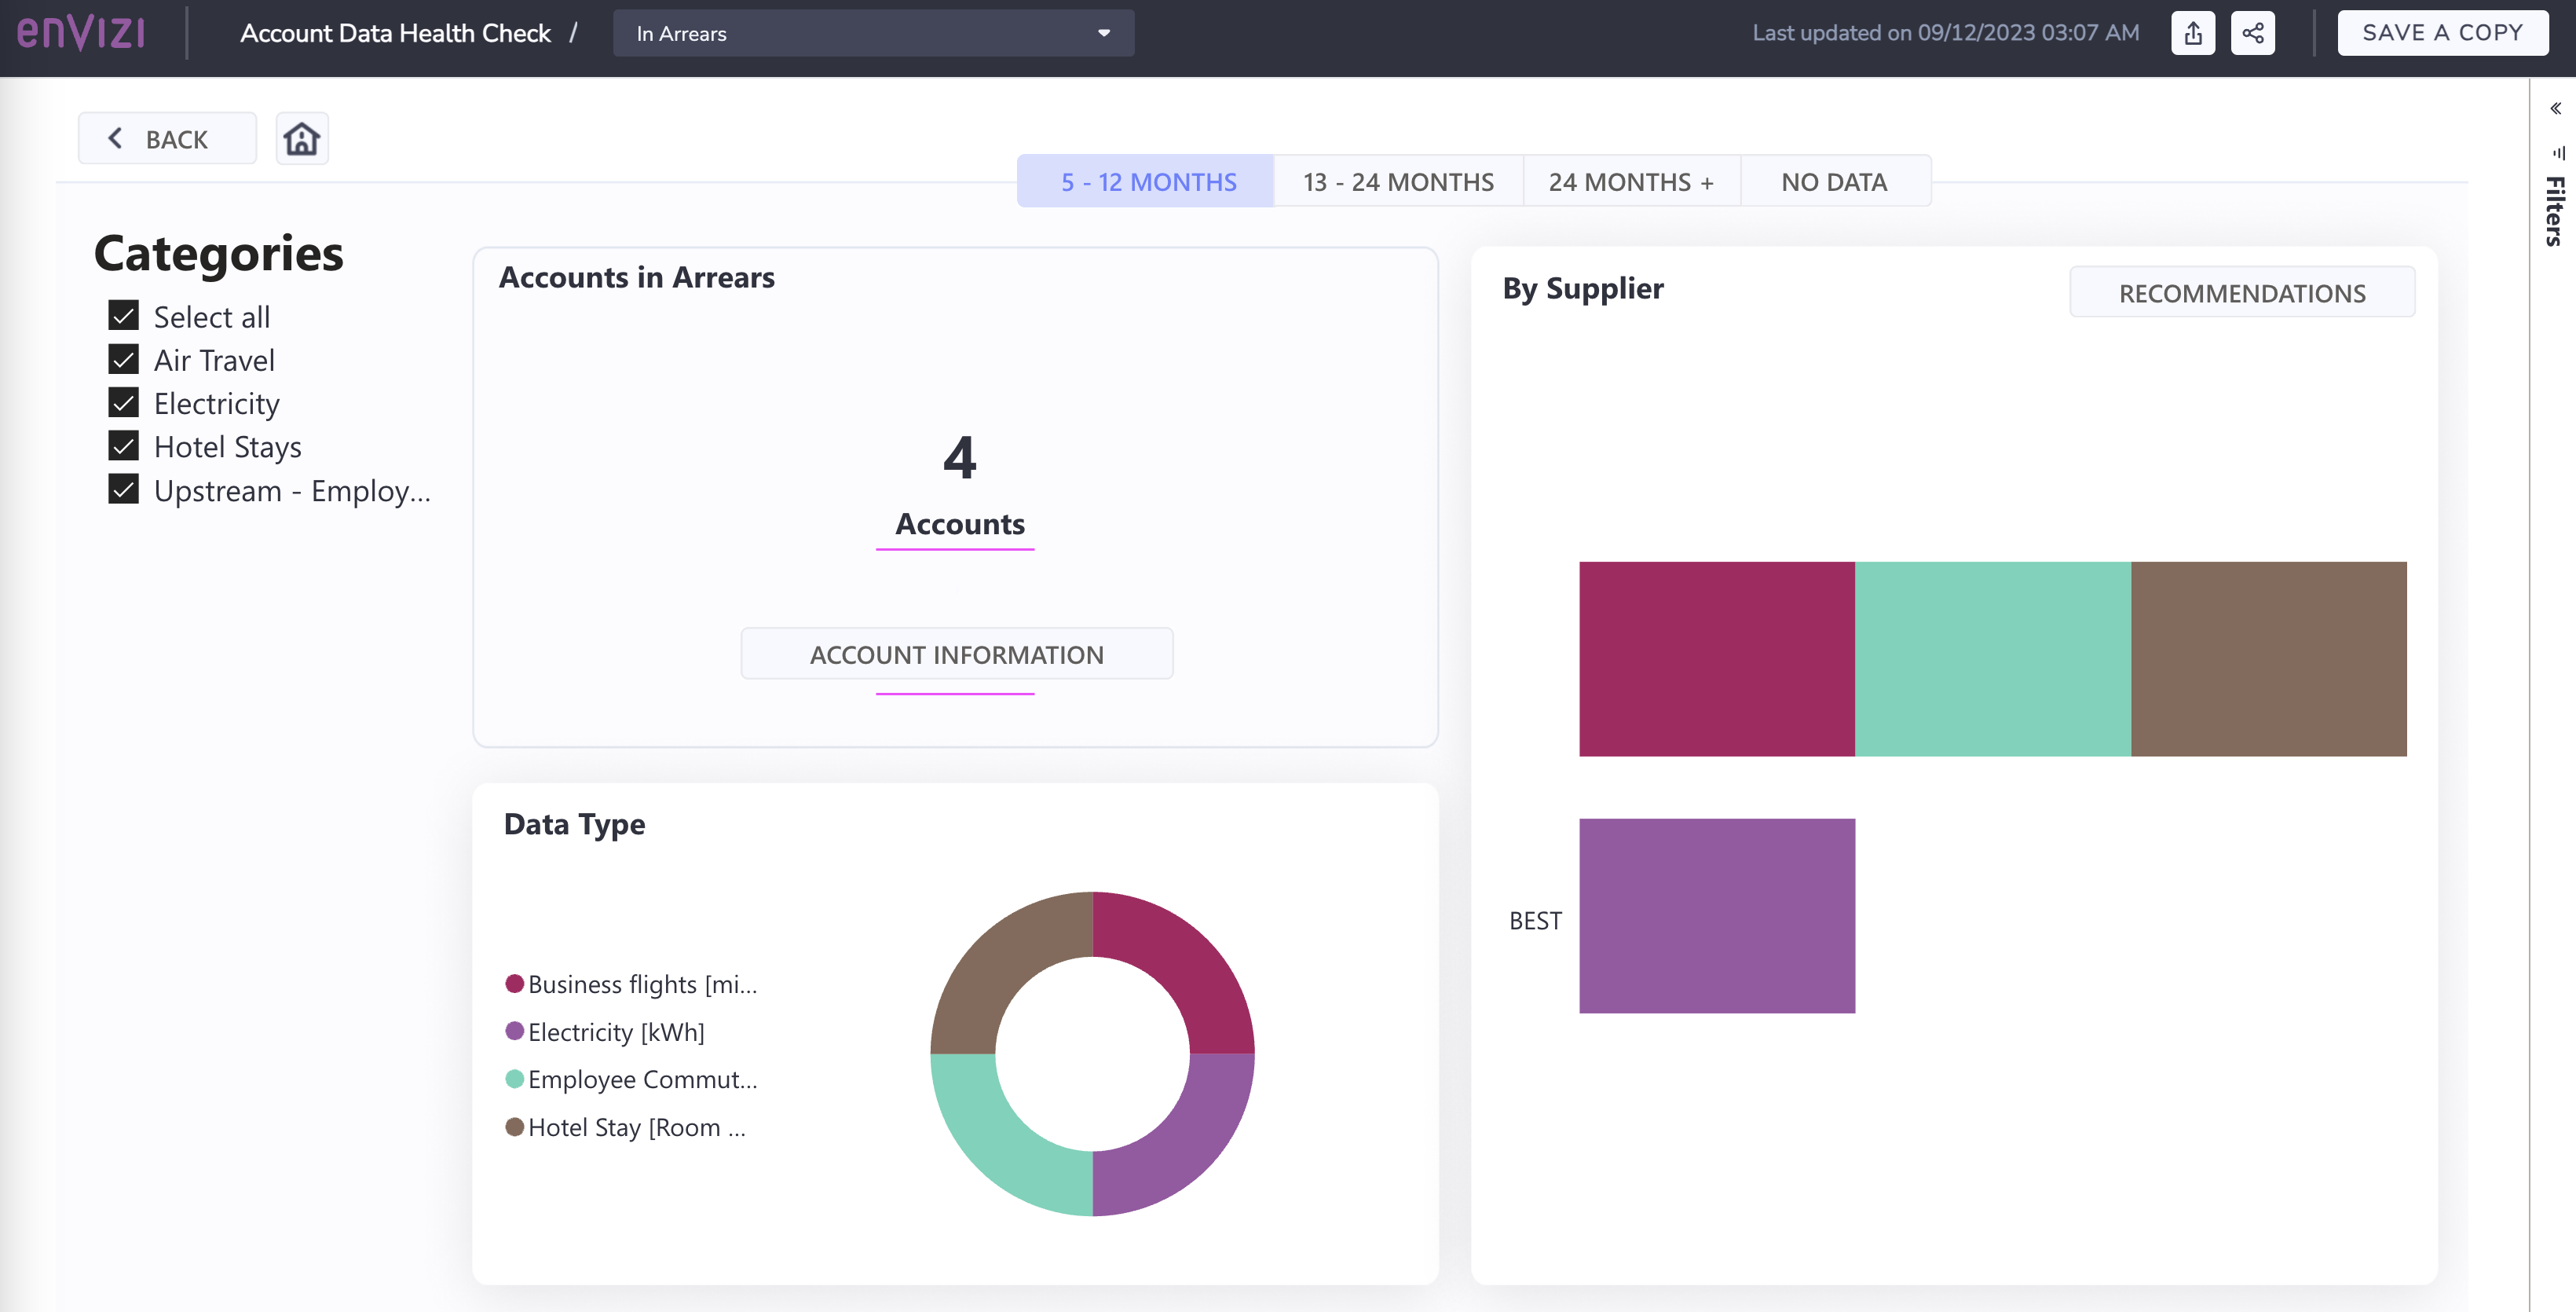 enVizi
Account Data Health Check /
In Arrears
Last updated on 09/12/2023 03:07 AM
SAVE A COPY
BACK
5 - 12 MONTHS
13 - 24 MONTHS
24 MONTHS +
NO DATA
Filters
Categories
Select all
Air Travel
Electricity
Hotel Stays
Upstream - Employ...
Accounts in Arrears
4
Accounts
ACCOUNT INFORMATION
Data Type
Business flights [mi...
Electricity [kWh]
Employee Commut...
Hotel Stay [Room ...
By Supplier
RECOMMENDATIONS
BEST